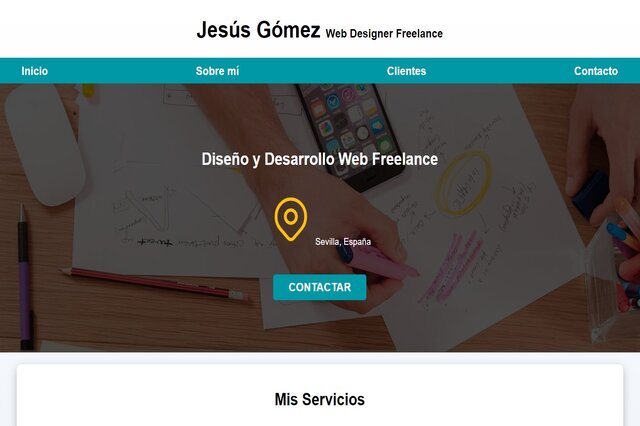 Jesús Gómez Web Designer Freelance
Inicio Sobre mí Clientes Contacto
Diseño y Desarrollo Web Freelance
Sevilla, España
CONTACTAR
Mis Servicios